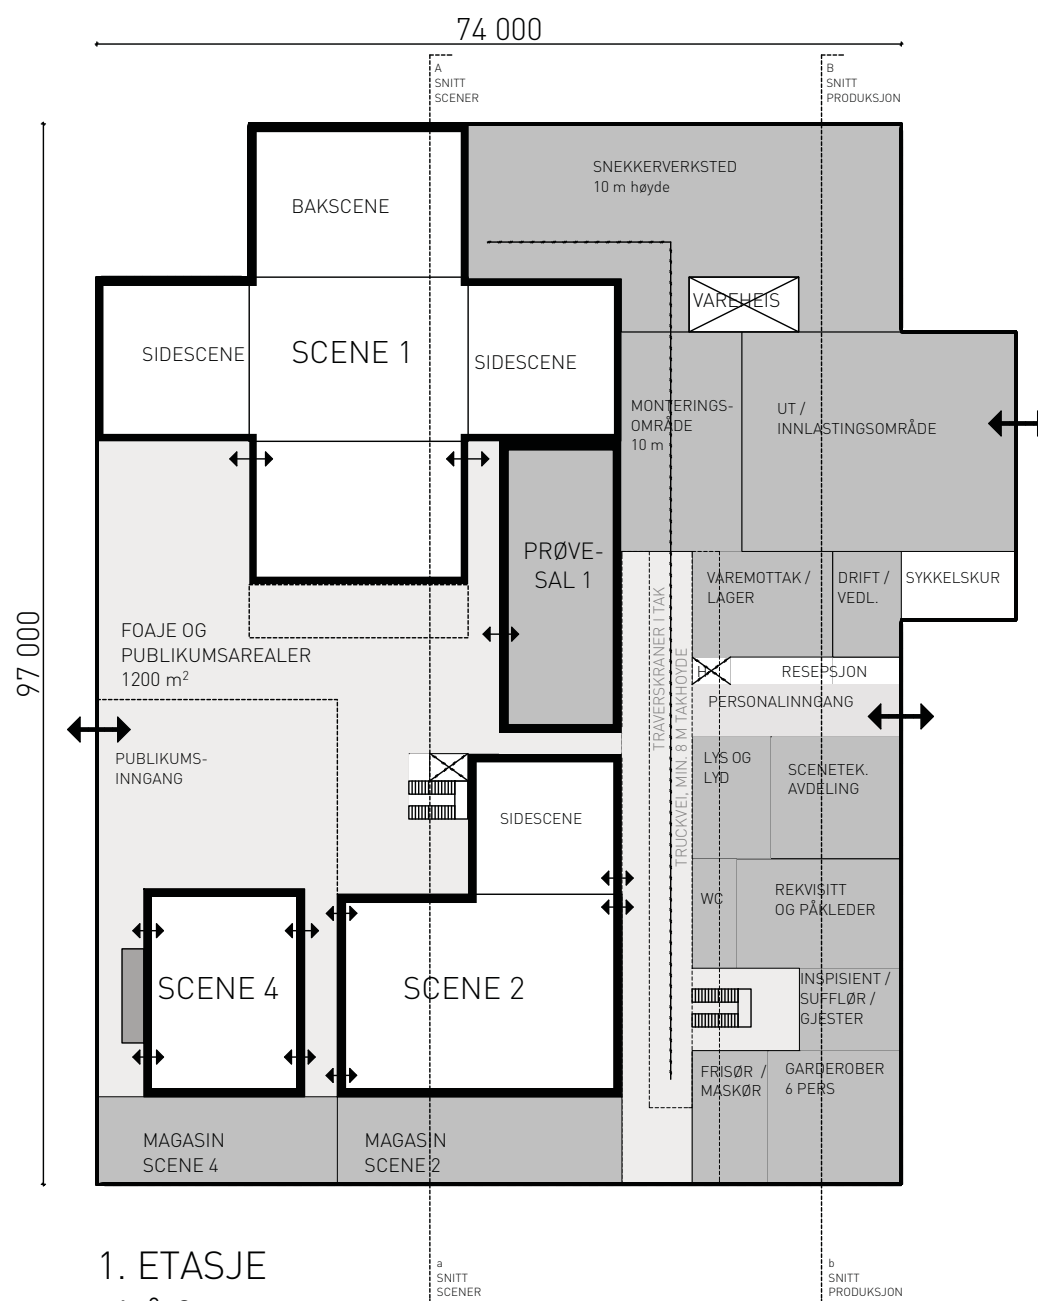 74 000
A
SNITT
SCENER
B
SNITT
PRODUKSJON
SNEKKERVERKSTED
10 m høyde
BAKSCENE
VAREHEIS
SIDESCENE
SCENE 1
SIDESCENE
MONTERINGS-
OMRÅDE
10 m
UT /
INNLASTINGSOMRÅDE
PRØVE-
SAL 1
VAREMOTTAK /
LAGER
DRIFT /
VEDL.
SYKKELSKUR
97 000
FOAJE OG
PUBLIKUMSAREALER
1200 m²
TRAVERSKRANER I TAK
TRUCKVEI, MIN. 8 M TAKHØYDE
H
RESEPSJON
PERSONALINNGANG
PUBLIKUMS-
INNGANG
LYS OG
LYD
SCENETEK.
AVDELING
SIDESCENE
WC
REKVISITT
OG PÅKLEDER
SCENE 4
SCENE 2
INSPISIENT /
SUFFLØR /
GJESTER
FRISØR /
MASKØR
GARDEROBER
6 PERS
MAGASIN
SCENE 4
MAGASIN
SCENE 2
1. ETASJE
a
SNITT
SCENER
b
SNITT
PRODUKSJON